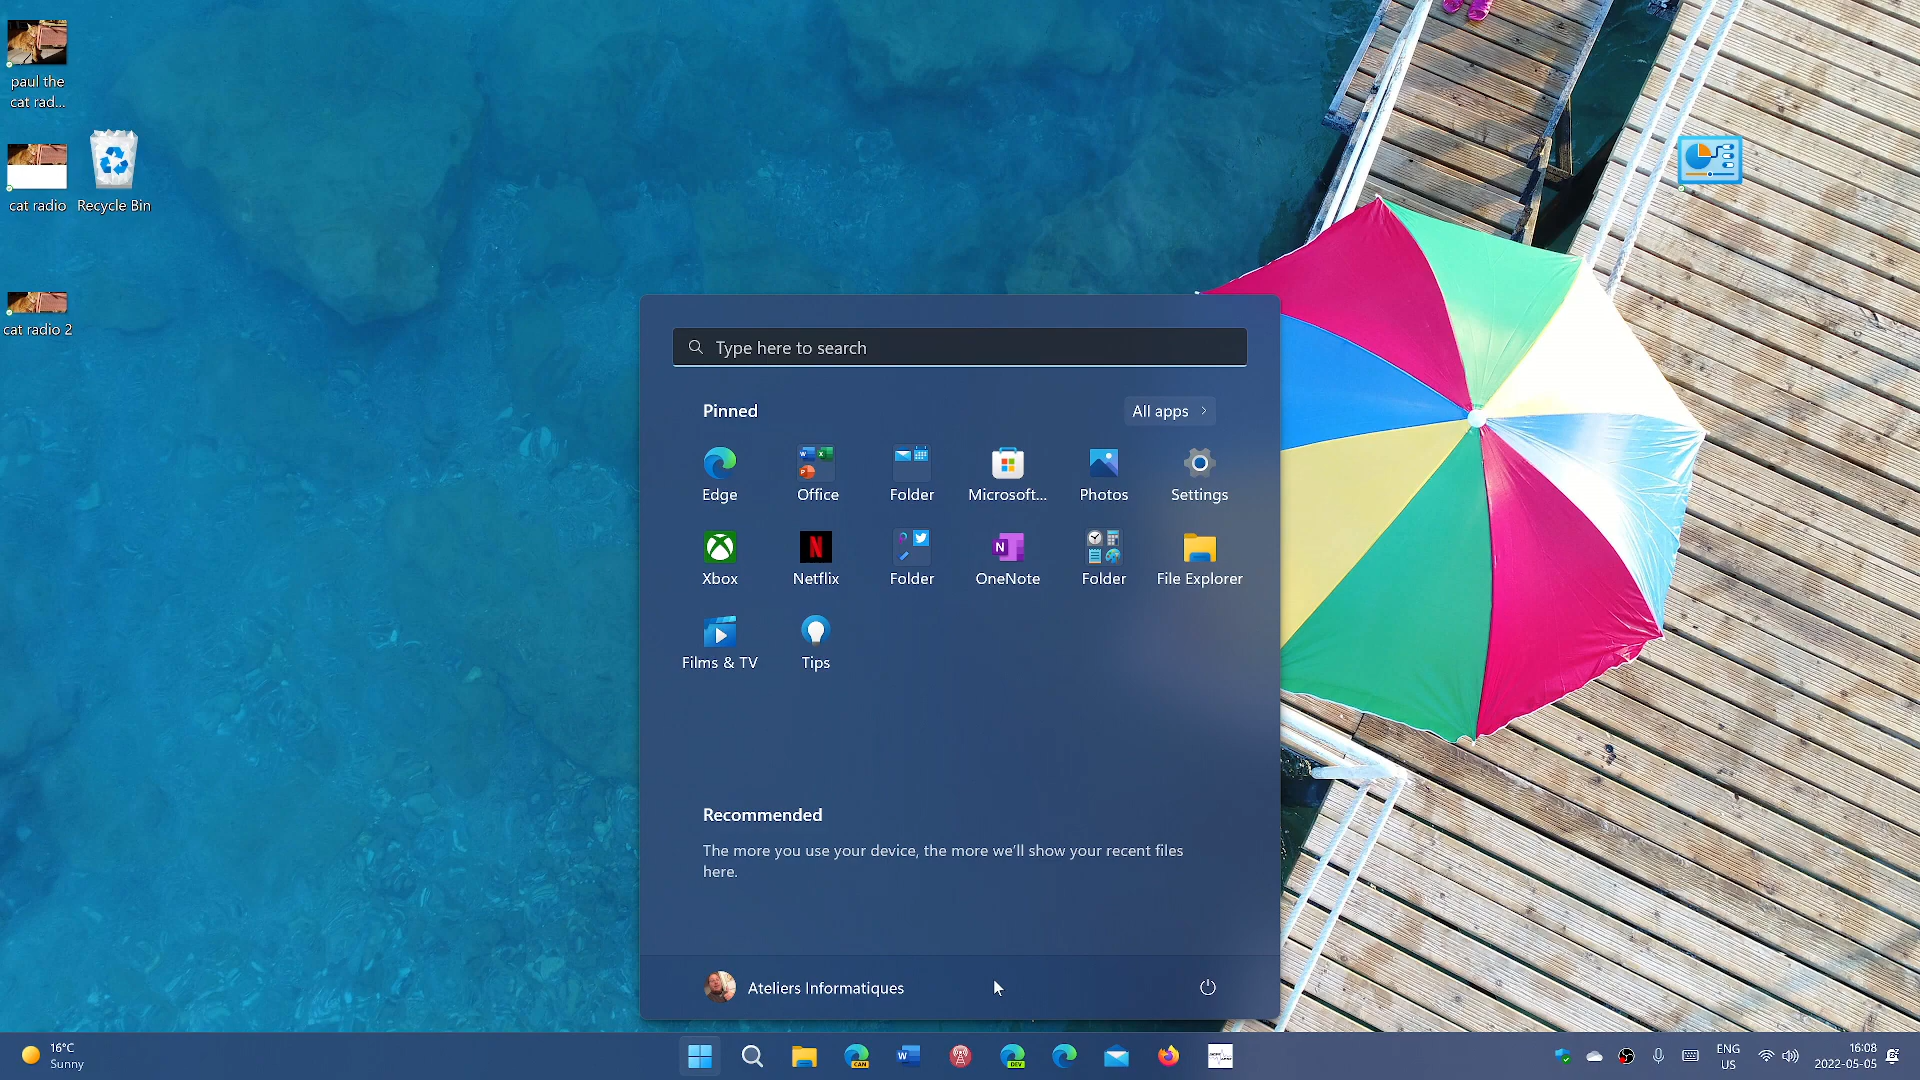 paul the
cat rad...
cat radio
Recycle Bin
cat radio 2
Type here to search
Pinned
All apps
Edge
Office
Folder
Microsoft...
Photos
Settings
Xbox
Netflix
Folder
OneNote
Folder
File Explorer
Films & TV
Tips
Recommended
The more you use your device, the more we'll show your recent files
here.
Ateliers Informatiques
16°C
Sunny
CAN
DEV
ENG
US
16:08
2022-05-05